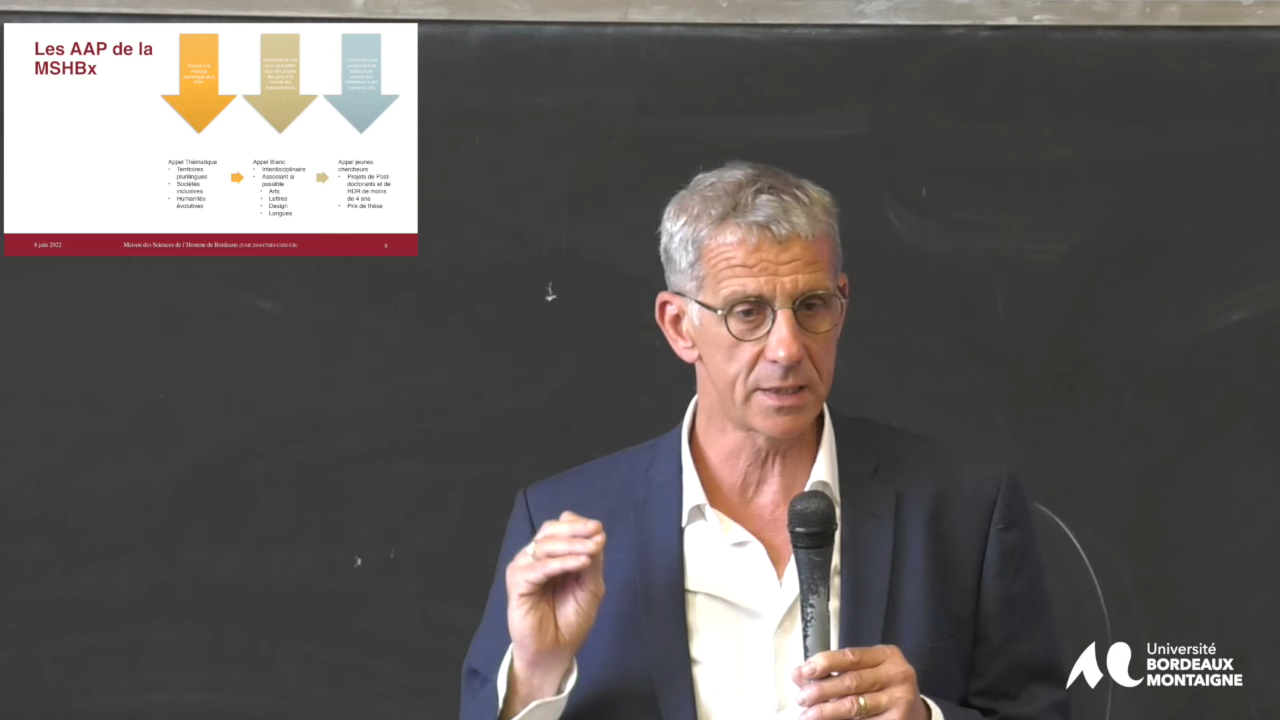 Les AAP de la
MSHBx
Appel Thématique
• Territoires
plurilingues
• Sociétés
inclusives
• Humanités
évolutives
Appel Blanc
• Interdisciplinaire
• Associant si
possible
• Arts
• Lettres
• Design
• Langues
Appel jeunes
chercheurs
• Projets de Post-
doctorants et de
HDR de moins
de 4 ans
• Prix de thèse
8 juin 2022
Maison des Sciences de l'Homme de Bordeaux
8
Université
BORDEAUX
MONTAIGNE